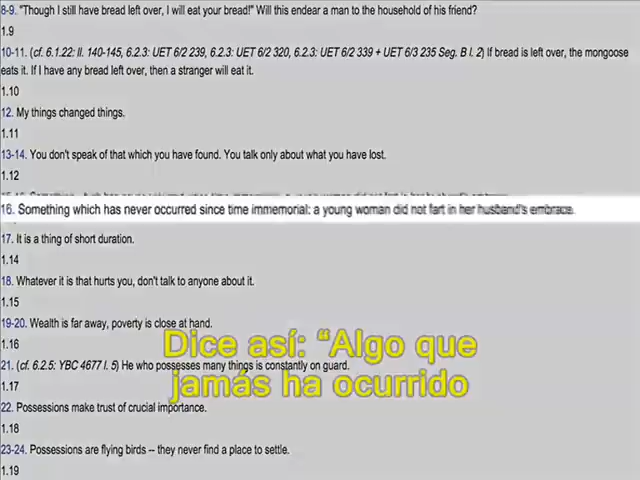 8-9. "Though I still have bread left over, I will eat your bread!" Will this endear a man to the household of his friend?
1.9
10-11. (cf. 6.1.22: ll. 140-145, 6.2.3: UET 6/2 239, 6.2.3: UET 6/2 320, 6.2.3: UET 6/2 339 + UET 6/3 235 Seg. B l. 2) If bread is left over, the mongoose
eats it. If I have any bread left over, then a stranger will eat it.
1.10
12. My things changed things.
1.11
13-14. You don't speak of that which you have found. You talk only about what you have lost.
1.12
16. Something which has never occurred since time immemorial: a young woman did not fart in her husband's embrace.
17. It is a thing of short duration.
1.14
18. Whatever it is that hurts you, don't talk to anyone about it.
1.15
19-20. Wealth is far away, poverty is close at hand.
1.16
Dice así: “Algo que
21. (cf. 6.2.5: YBC 4677 l. 5) He who possesses many things is constantly on guard.
1.17
jamás ha ocurrido
22. Possessions make trust of crucial importance.
1.18
23-24. Possessions are flying birds -- they never find a place to settle.
1.19